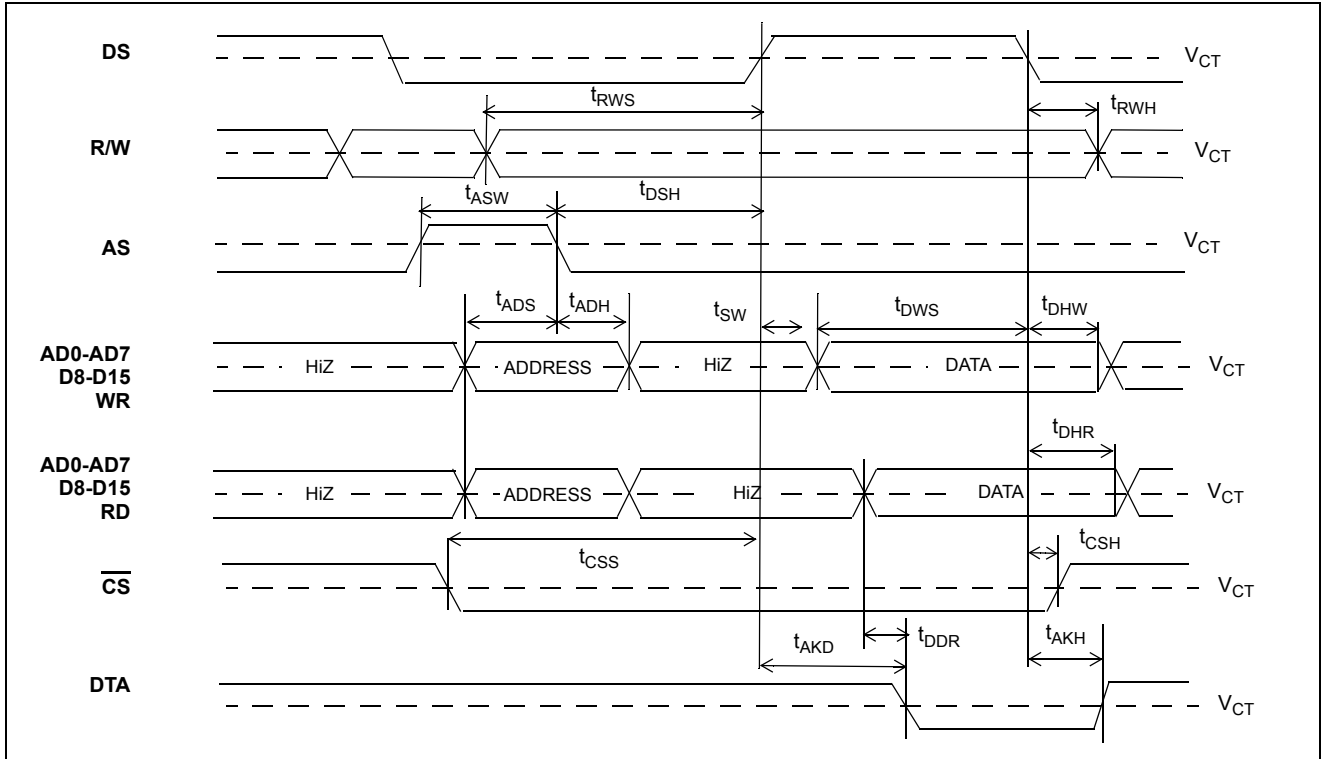 DS
V_CT
t_RWS
t_RWH
R/W
V_CT
t_ASW
t_DSH
AS
V_CT
t_ADS
t_ADH
t_SW
t_DWS
t_DHW
AD0-AD7
D8-D15
WR
HiZ
ADDRESS
HiZ
DATA
V_CT
t_DHR
AD0-AD7
D8-D15
RD
HiZ
ADDRESS
HiZ
DATA
V_CT
t_CSS
t_CSH
C̅S̅
V_CT
t_AKD
t_DDR
t_AKH
DTA
V_CT